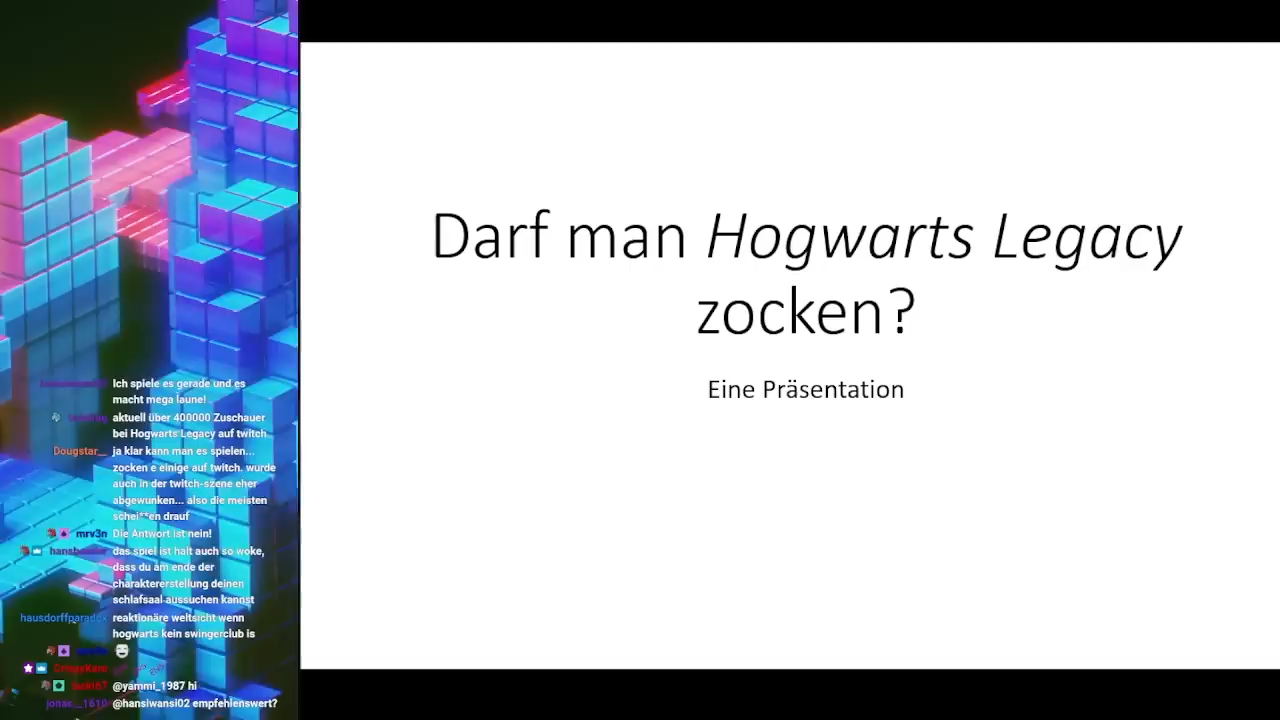 Darf man Hogwarts Legacy
zocken?
Eine Präsentation
Ich spiele es gerade und es
macht mega laune!
aktuell über 400000 Zuschauer
bei Hogwarts Legacy auf twitch
Dougstar__ ja klar kann man es spielen...
zocken e einige auf twitch. wurde
auch in der twitch-szene eher
abgewunken... also die meisten
schei**en drauf
mrv3n Die Antwort ist nein!
das spiel ist halt auch so woke,
dass du am ende der
charaktererstellung deinen
schlafsaal aussuchen kannst
hausdorffparadox reaktionäre weltsicht wenn
hogwarts kein swingerclub is
@yammi_1987 hi
@hansiwansi02 empfehlenswert?